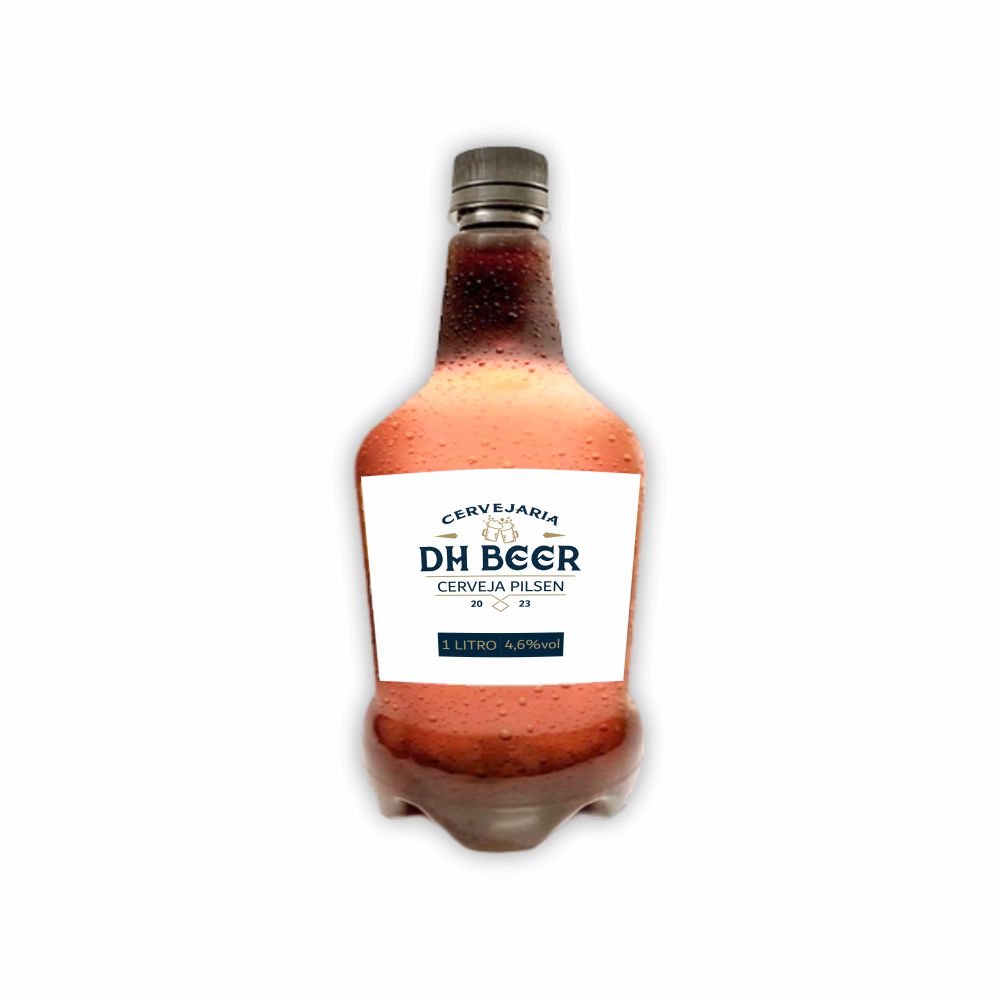 CERVEJARIA
DH BEER
CERVEJA PILSEN
20 23
1 LITRO 4,6%vol